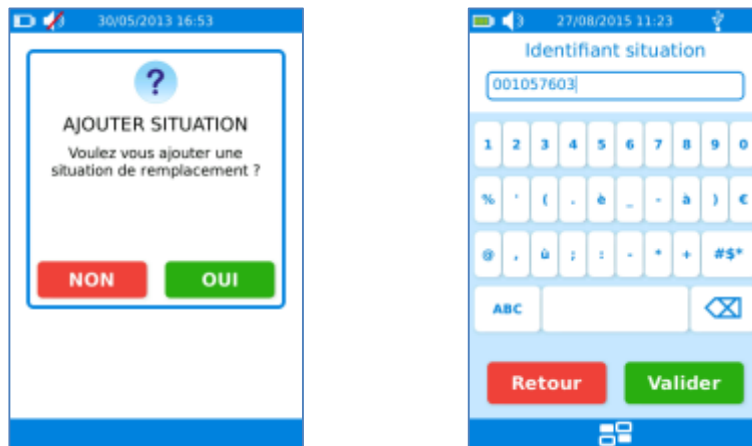 30/05/2013 16:53
?
AJOUTER SITUATION
Voulez vous ajouter une
situation de remplacement ?
NON OUI
27/08/2015 11:23
Identifiant situation
001057603
1 2 3 4 5 6 7 8 9 0
% ' ( . è _ - à ) €
@ , ù ; : - * + #$*
ABC
Retour Valider